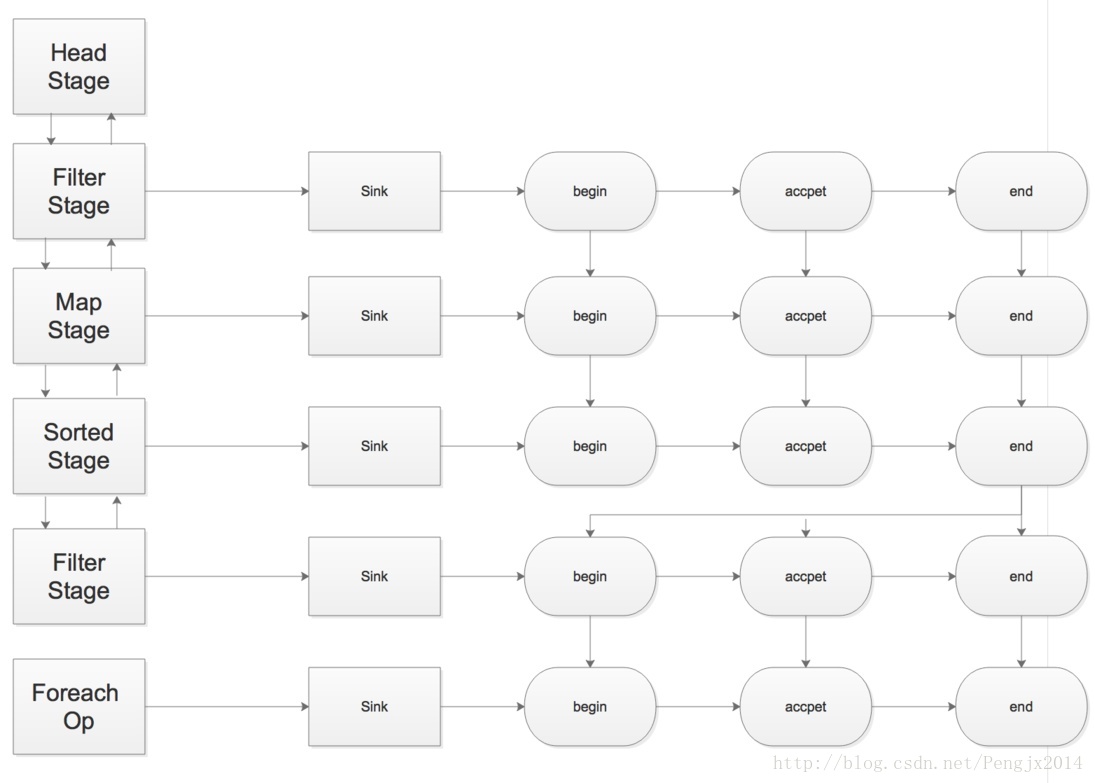 Head
Stage
Filter
Stage
Sink
begin
accpet
end
Map
Stage
Sink
begin
accpet
end
Sorted
Stage
Sink
begin
accpet
end
Filter
Stage
Sink
begin
accpet
end
Foreach
Op
Sink
begin
accpet
end
http://blog.csdn.net/Pengjx2014